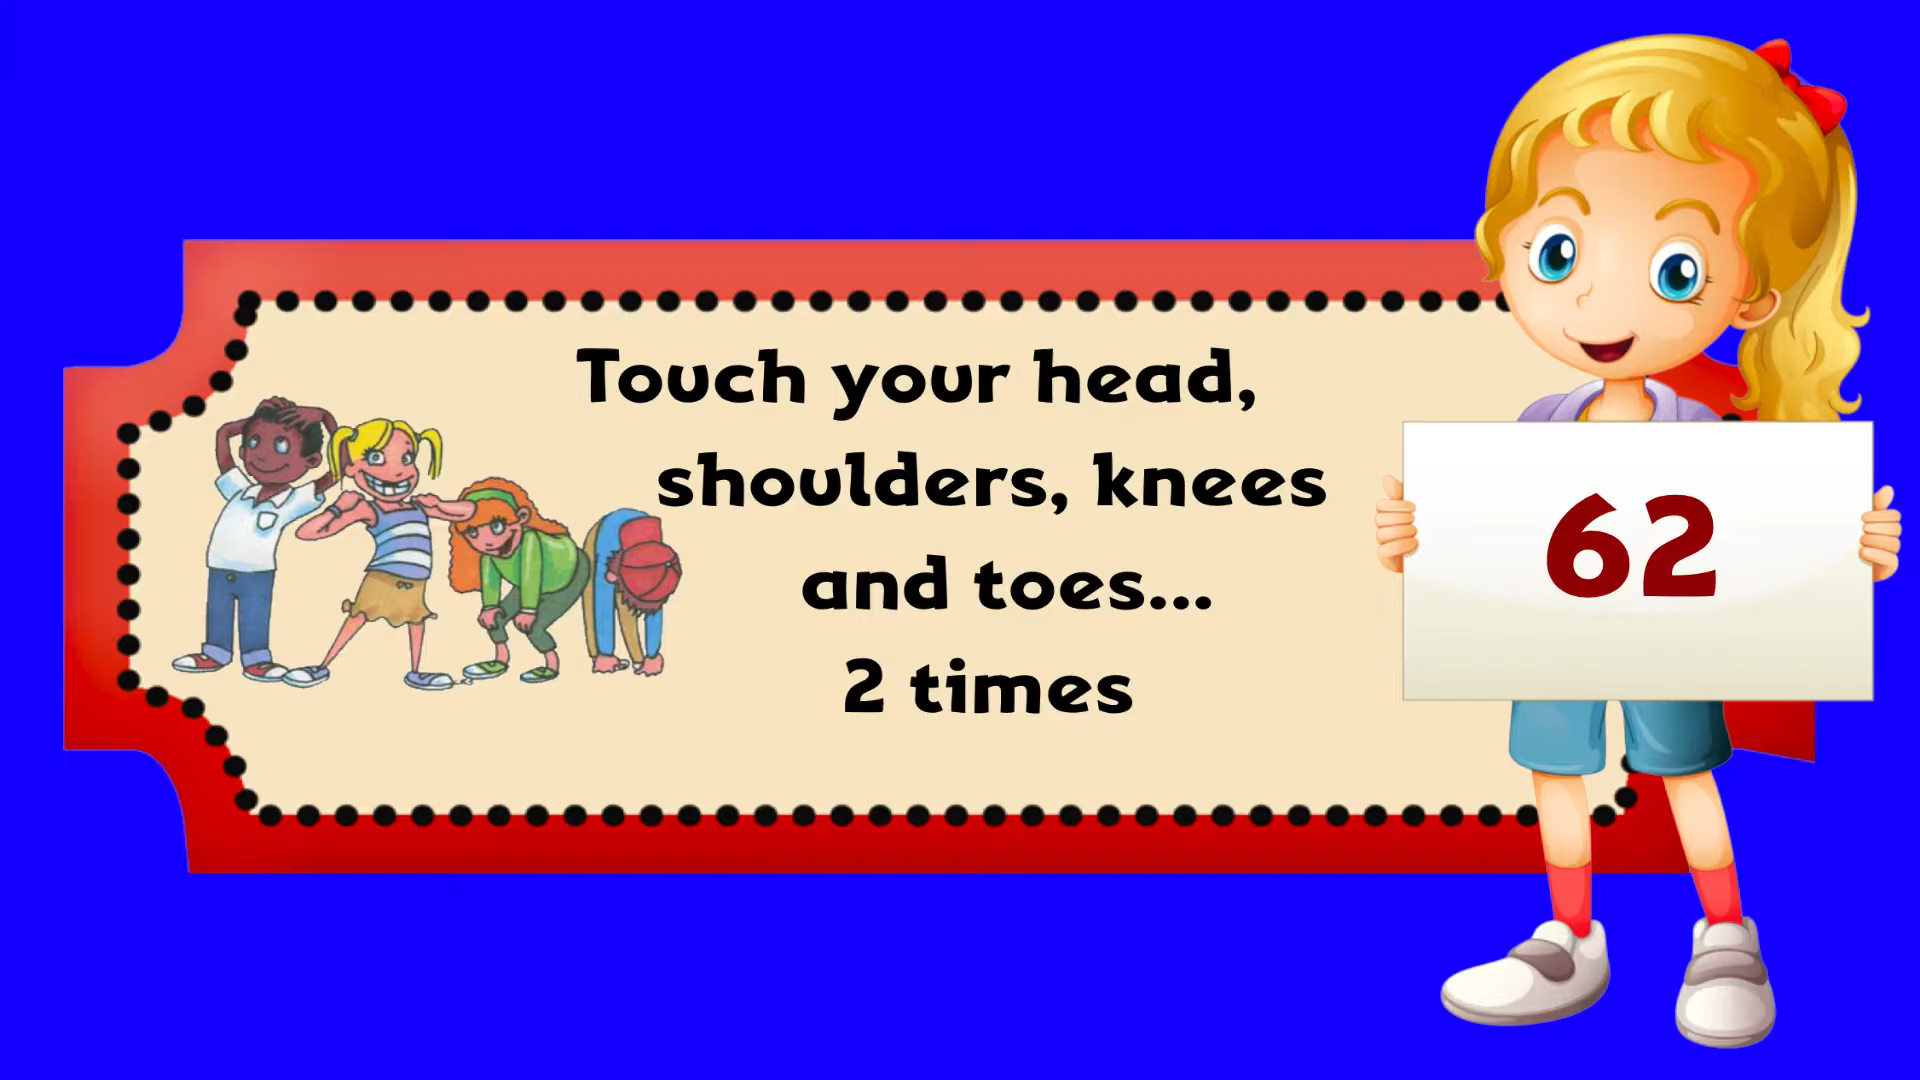 Touch your head,
shoulders, knees
and toes...
2 times
62